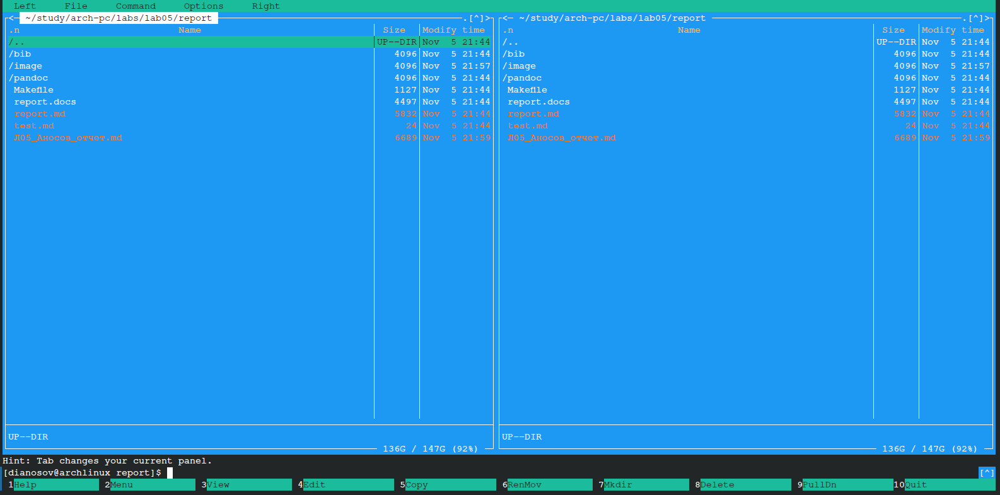 Left File Command Options Right
<─ ~/study/arch-pc/labs/lab05/report .[^]> <─ ~/study/arch-pc/labs/lab05/report .[^]>
.n Name Size Modify time .n Name Size Modify time
/.. UP--DIR Nov 5 21:44 /.. UP--DIR Nov 5 21:44
/bib 4096 Nov 5 21:44 /bib 4096 Nov 5 21:44
/image 4096 Nov 5 21:57 /image 4096 Nov 5 21:57
/pandoc 4096 Nov 5 21:44 /pandoc 4096 Nov 5 21:44
Makefile 1127 Nov 5 21:44 Makefile 1127 Nov 5 21:44
report.docs 4497 Nov 5 21:44 report.docs 4497 Nov 5 21:44
report.md 5832 Nov 5 21:44 report.md 5832 Nov 5 21:44
test.md 24 Nov 5 21:44 test.md 24 Nov 5 21:44
Л05_Аносов_отчет.md 6689 Nov 5 21:59 Л05_Аносов_отчет.md 6689 Nov 5 21:59
UP--DIR UP--DIR
136G / 147G (92%) 136G / 147G (92%)
Hint: Tab changes your current panel.
[dianosov@archlinux report]$ [^]
1Help 2Menu 3View 4Edit 5Copy 6RenMov 7Mkdir 8Delete 9PullDn 10Quit